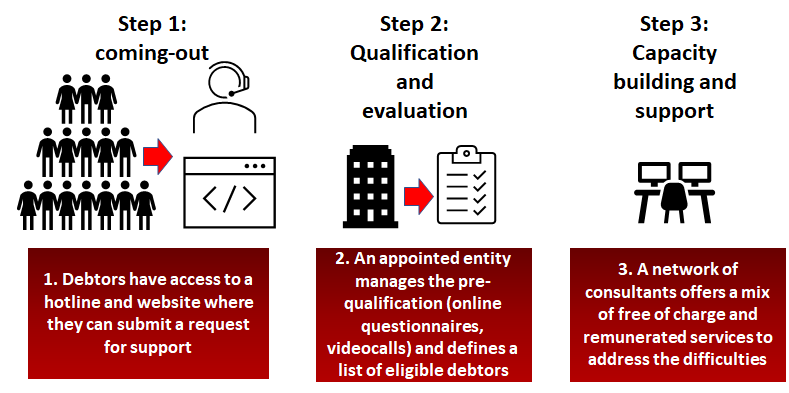 Step 1:
coming-out
Step 2:
Qualification
and
evaluation
Step 3:
Capacity
building and
support
</>
1. Debtors have access to a
hotline and website where
they can submit a request
for support
2. An appointed entity
manages the pre-
qualification (online
questionnaires,
videocalls) and defines a
list of eligible debtors
3. A network of
consultants offers a mix
of free of charge and
remunerated services to
address the difficulties